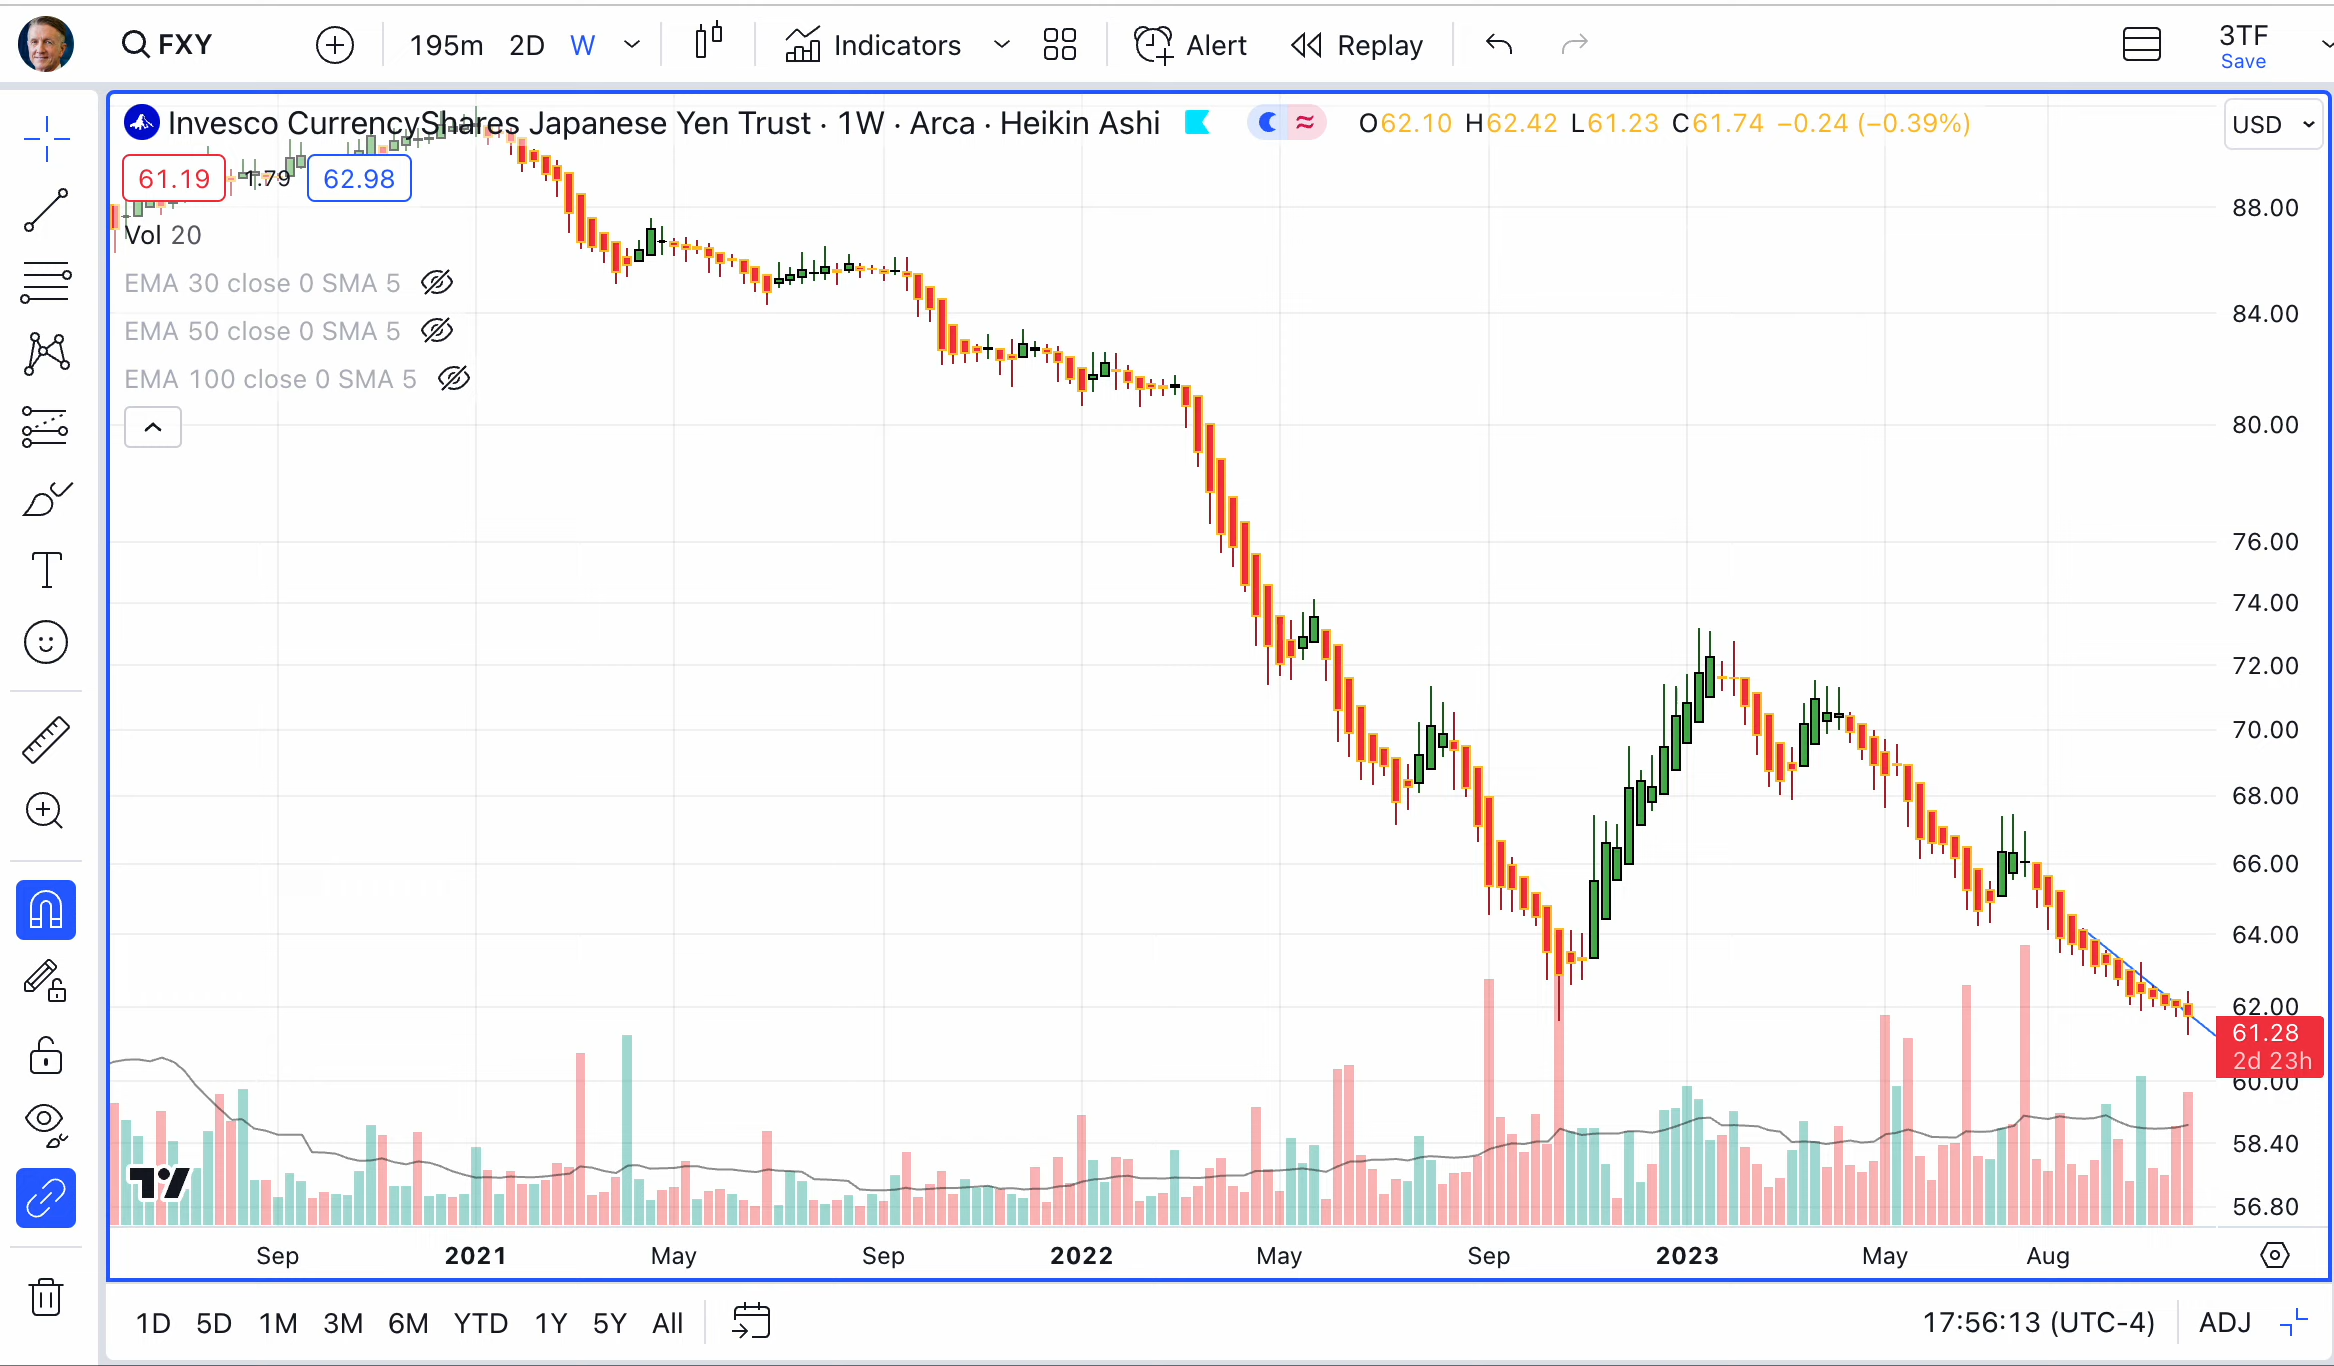 FXY 195m 2D W Indicators Alert Replay 3TF
Save
Invesco CurrencyShares Japanese Yen Trust · 1W · Arca · Heikin Ashi O62.10 H62.42 L61.23 C61.74 −0.24 (−0.39%) USD
61.19 1.79 62.98
Vol 20
EMA 30 close 0 SMA 5
EMA 50 close 0 SMA 5
EMA 100 close 0 SMA 5
88.00
84.00
80.00
76.00
74.00
72.00
70.00
68.00
66.00
64.00
62.00
61.28
2d 23h
60.00
58.40
56.80
Sep 2021 May Sep 2022 May Sep 2023 May Aug
1D 5D 1M 3M 6M YTD 1Y 5Y All 17:56:13 (UTC-4) ADJ